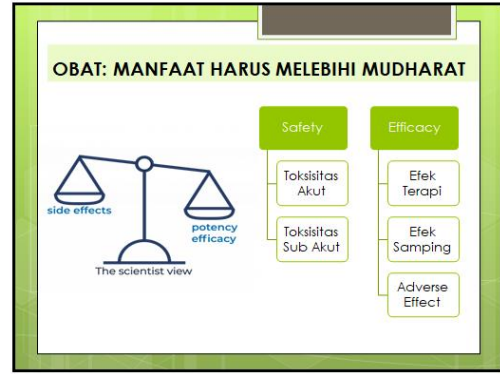 OBAT: MANFAAT HARUS MELEBIHI MUDHARAT
side effects
potency
efficacy
The scientist view
Safety
Toksisitas
Akut
Toksisitas
Sub Akut
Efficacy
Efek
Terapi
Efek
Samping
Adverse
Effect